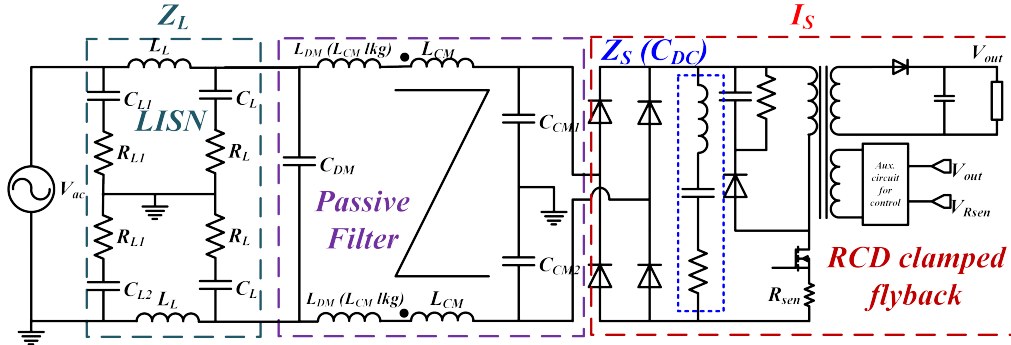 Z_L
I_S
L_L
L_DM (L_CM lkg)
L_CM
Z_S (C_DC)
V_out
C_L1
C_L
LISN
C_CM1
R_L1
R_L
C_DM
V_ac
Passive
Filter
Aux.
circuit
for
control
V_out
V_Rsen
R_L1
R_L
C_CM2
RCD clamped
flyback
C_L2
C_L
L_L
L_DM (L_CM lkg)
L_CM
R_sen